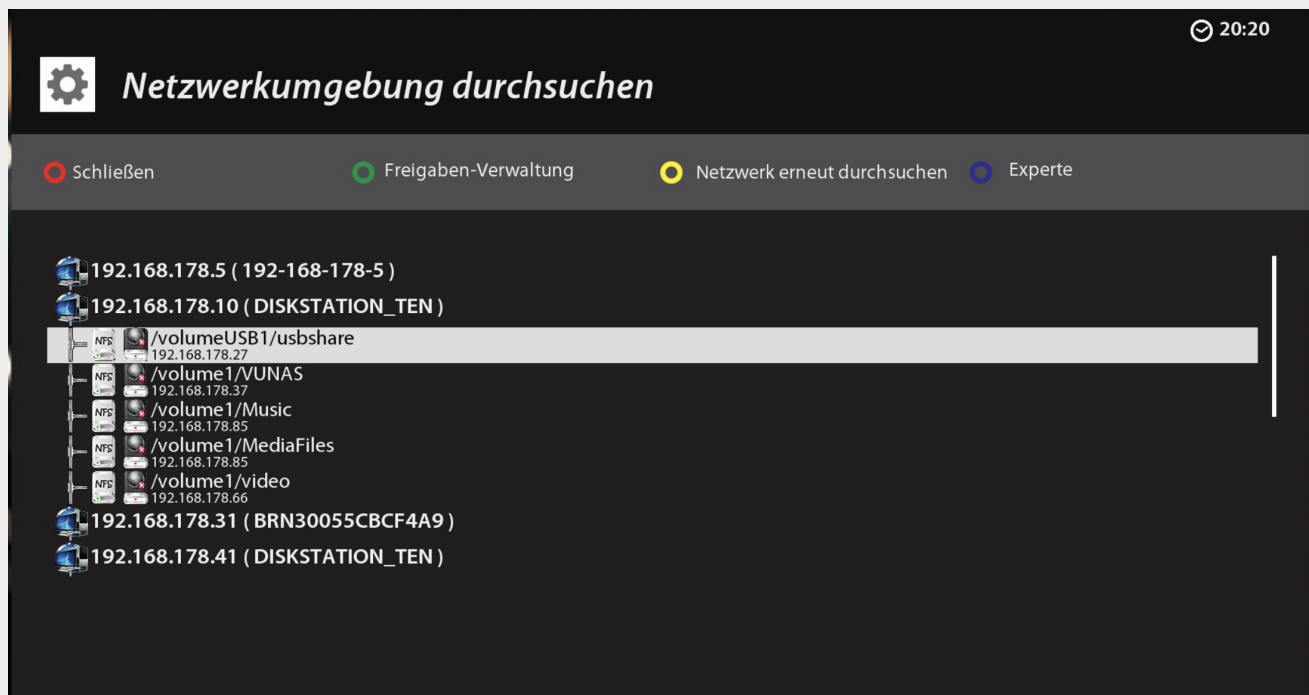 20:20
Netzwerkumgebung durchsuchen
Schließen Freigaben-Verwaltung Netzwerk erneut durchsuchen Experte
192.168.178.5 ( 192-168-178-5 )
192.168.178.10 ( DISKSTATION_TEN )
NFS /volumeUSB1/usbshare
192.168.178.27
NFS /volume1/VUNAS
192.168.178.37
NFS /volume1/Music
192.168.178.85
NFS /volume1/MediaFiles
192.168.178.85
NFS /volume1/video
192.168.178.66
192.168.178.31 ( BRN30055CBCF4A9 )
192.168.178.41 ( DISKSTATION_TEN )